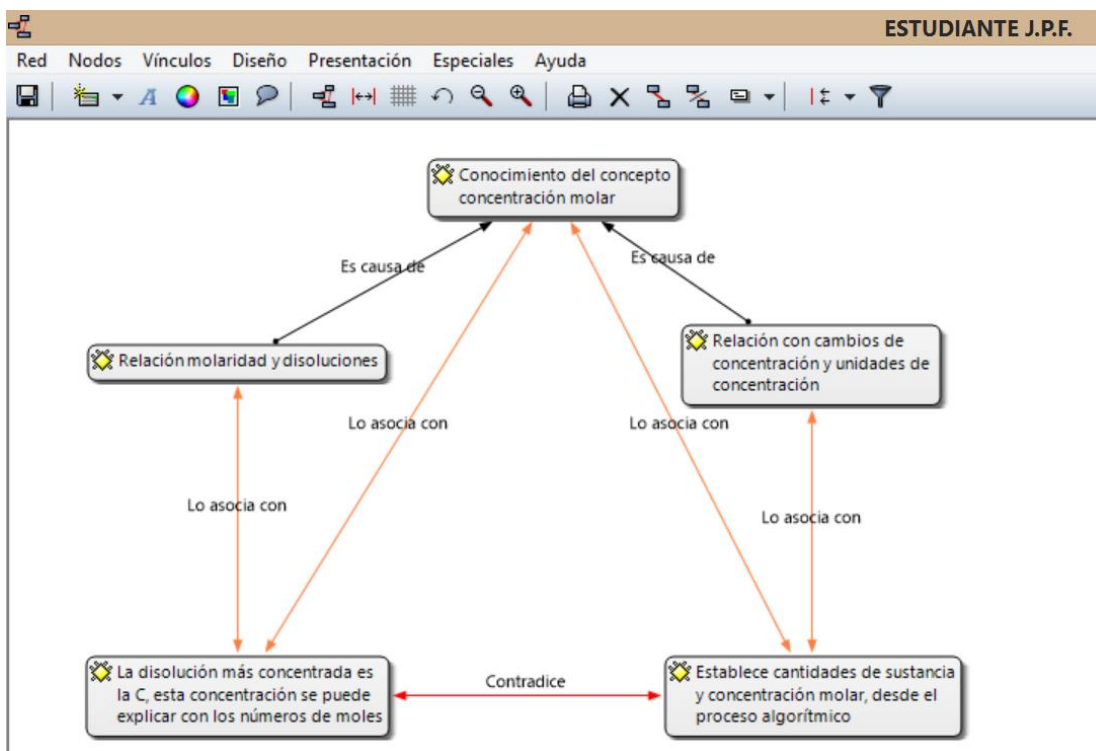 ESTUDIANTE J.P.F.
Red Nodos Vínculos Diseño Presentación Especiales Ayuda
Conocimiento del concepto
concentración molar
Es causa de
Es causa de
Relación molaridad y disoluciones
Relación con cambios de
concentración y unidades de
concentración
Lo asocia con
Lo asocia con
Lo asocia con
Lo asocia con
La disolución más concentrada es
la C, esta concentración se puede
explicar con los números de moles
Contradice
Establece cantidades de sustancia
y concentración molar, desde el
proceso algorítmico